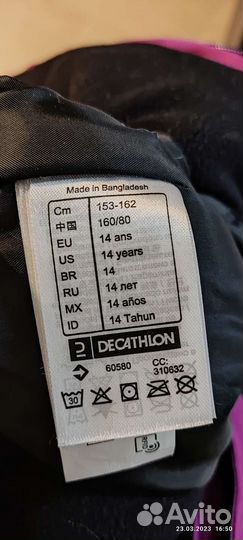 Made in Bangladesh
Cm 153-162
中国 160/80
EU 14 ans
US 14 years
BR 14
RU 14 лет
MX 14 años
ID 14 Tahun
DECATHLON
60580 CC: 310632
30
Avito
23.03.2023 16:50